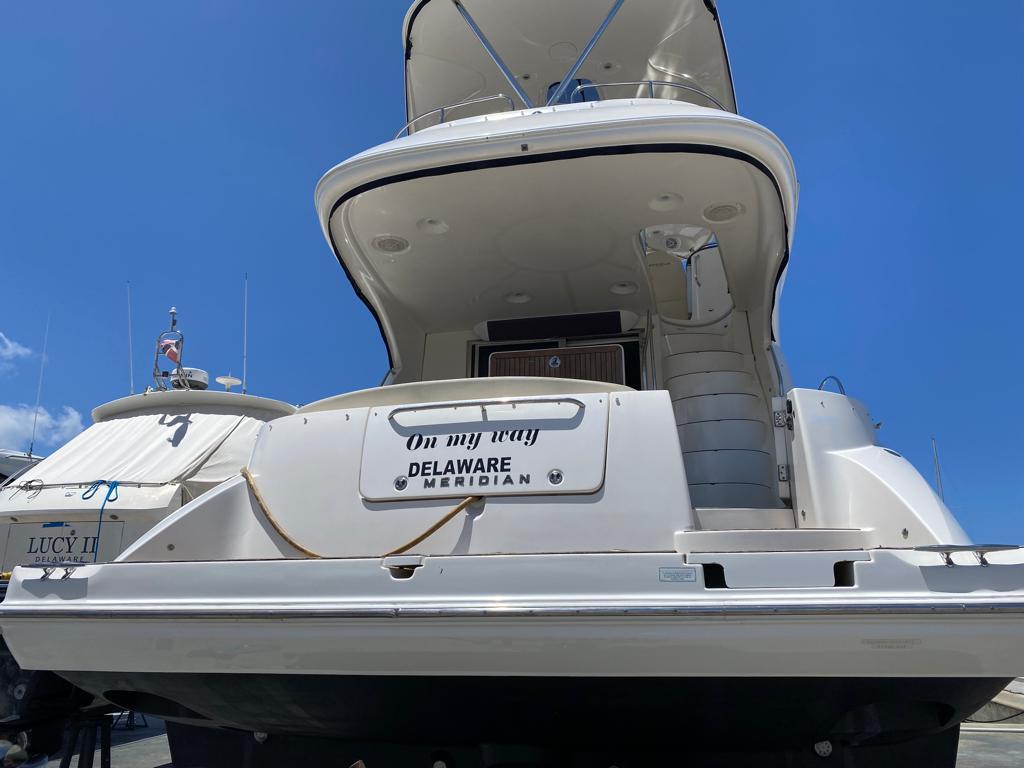 On my way
DELAWARE
MERIDIAN
LUCY II
DELAWARE